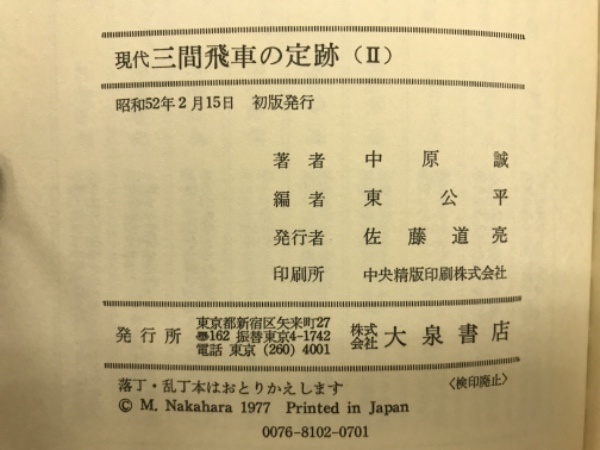 現代 三間飛車の定跡（Ⅱ）
昭和52年2月15日　初版発行
著者　中原誠
編者　東公平
発行者　佐藤道亮
印刷所　中央精版印刷株式会社
発行所　東京都新宿区矢来町27
162 振替東京4-1742
電話 東京（260）4001
株式会社 大泉書店
落丁・乱丁本はおとりかえします　〈検印廃止〉
© M. Nakahara 1977 Printed in Japan
0076-8102-0701